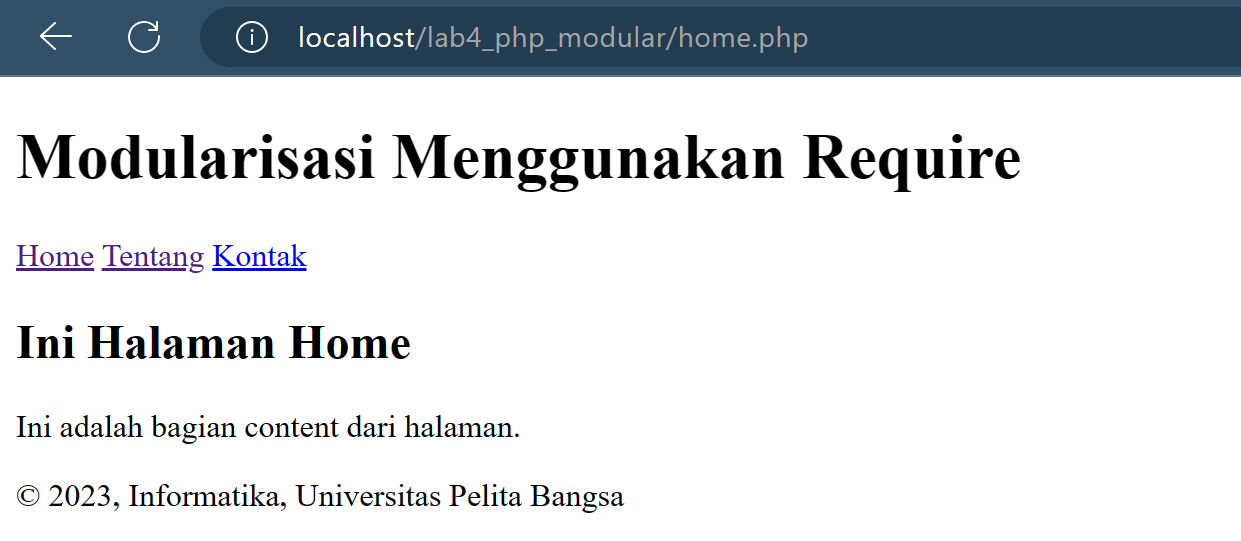 localhost/lab4_php_modular/home.php
Modularisasi Menggunakan Require
Home Tentang Kontak
Ini Halaman Home
Ini adalah bagian content dari halaman.
© 2023, Informatika, Universitas Pelita Bangsa